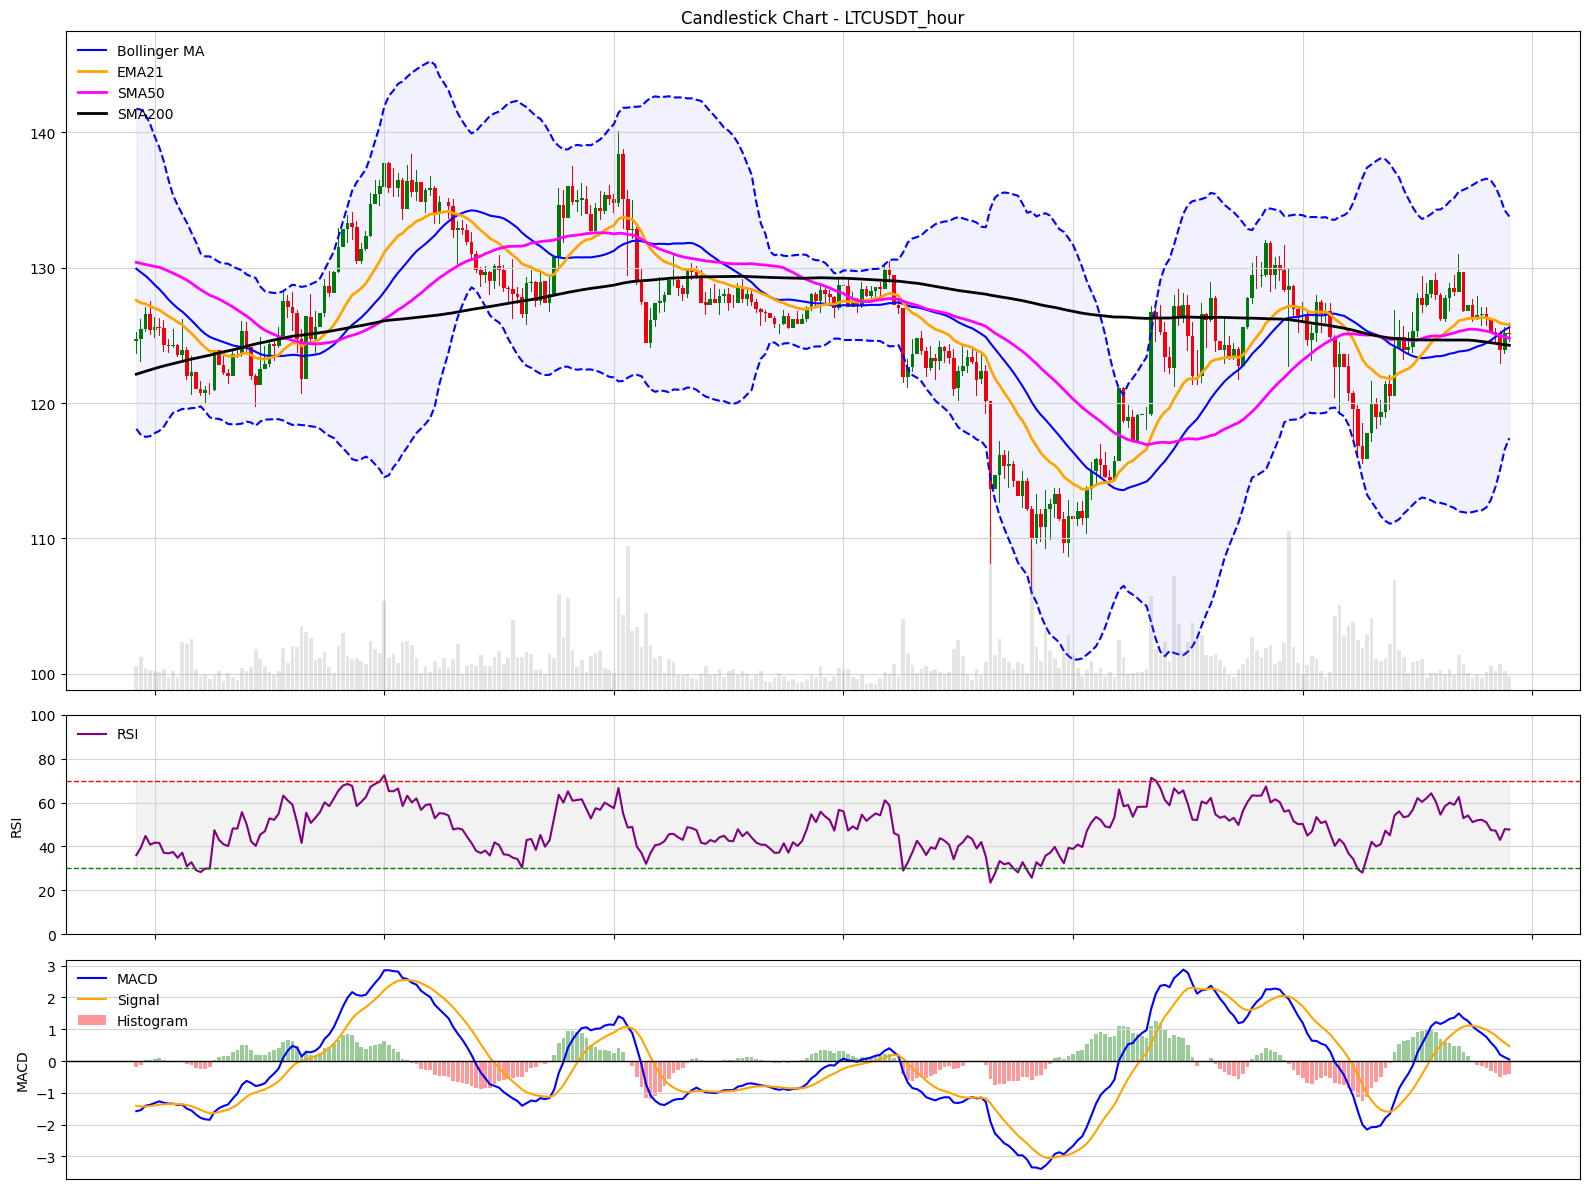 Candlestick Chart - LTCUSDT_hour
Bollinger MA
EMA21
SMA50
SMA200
140
130
120
110
100
RSI
100
80
60
40
20
0
RSI
MACD
Signal
Histogram
3
2
1
0
−1
−2
−3
MACD